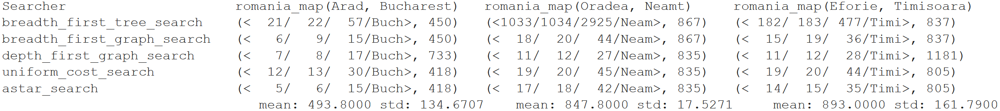 Searcher                     romania_map(Arad, Bucharest)   romania_map(Oradea, Neamt)     romania_map(Eforie, Timisoara)
breadth_first_tree_search    (<  21/  22/  57/Buch>, 450)   (<1033/1034/2925/Neam>, 867)   (< 182/ 183/ 477/Timi>, 837)
breadth_first_graph_search   (<   6/   9/  15/Buch>, 450)   (<  18/  20/  44/Neam>, 867)   (<  15/  19/  36/Timi>, 837)
depth_first_graph_search     (<   7/   8/  17/Buch>, 733)   (<  11/  12/  27/Neam>, 835)   (<  11/  12/  28/Timi>, 1181)
uniform_cost_search          (<  12/  13/  30/Buch>, 418)   (<  19/  20/  45/Neam>, 835)   (<  19/  20/  44/Timi>, 805)
astar_search                 (<   5/   6/  15/Buch>, 418)   (<  17/  18/  42/Neam>, 835)   (<  14/  15/  35/Timi>, 805)
                                mean: 493.8000 std: 134.6707    mean: 847.8000 std: 17.5271     mean: 893.0000 std: 161.7900